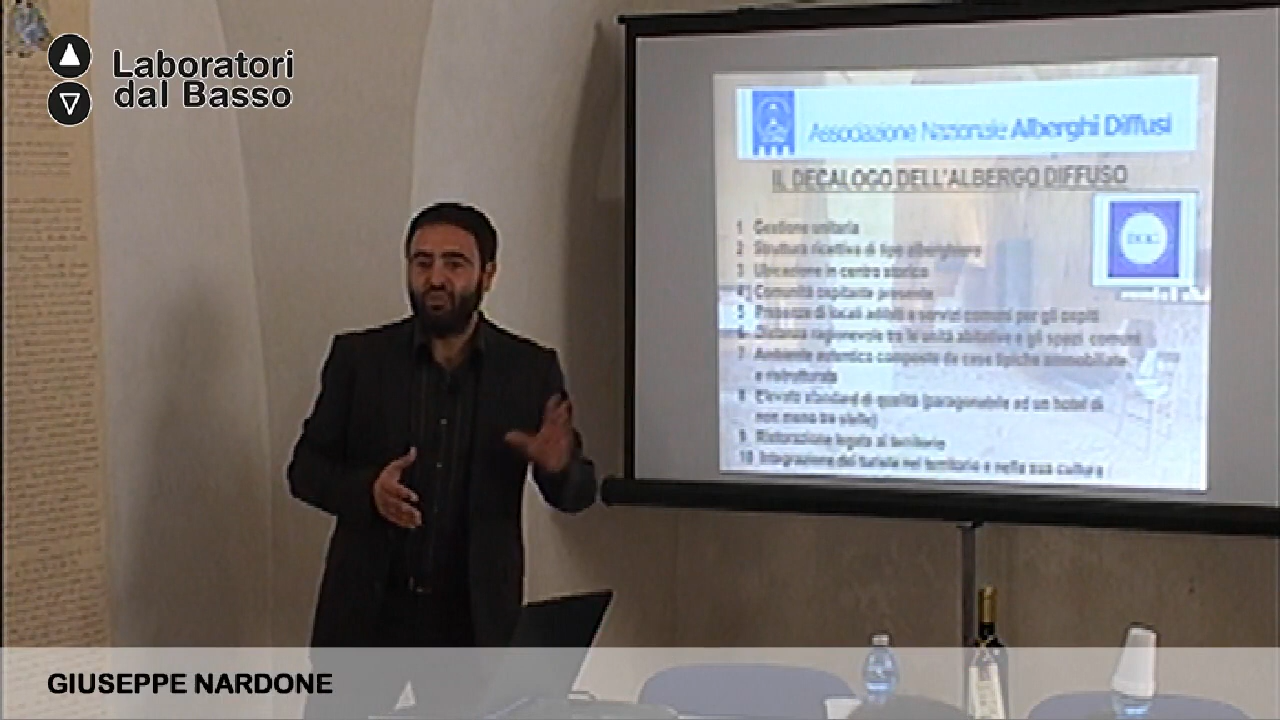 Laboratori
dal Basso
Associazione Nazionale Alberghi Diffusi
IL DECALOGO DELL'ALBERGO DIFFUSO
1 Gestione unitaria
2 Struttura ricettiva di tipo alberghiero
3 Ubicazione in centro storico
4 Comunità ospitante presente
5 Presenza di locali adibiti a servizi comuni per gli ospiti
6 Distanza ragionevole tra le unità abitative e gli spazi comuni
7 Ambiente autentico composto da case tipiche ammobiliate
e ristrutturate
8 Elevato standard di qualità (paragonabile ad un hotel di
non meno tre stelle)
9 Ristorazione legata al territorio
10 Integrazione del turista nel territorio e nella sua cultura
GIUSEPPE NARDONE